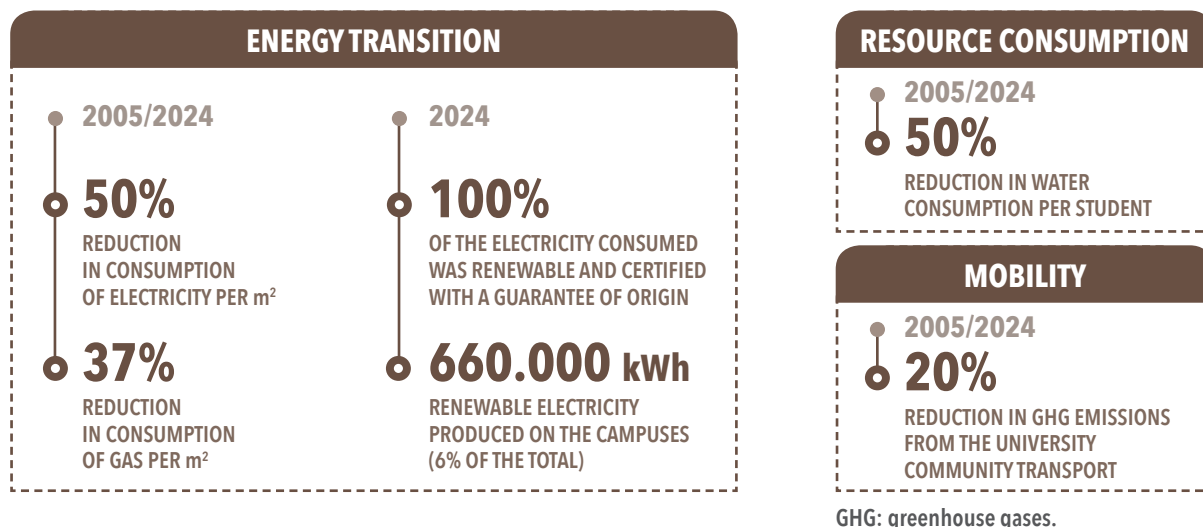 ENERGY TRANSITION
2005/2024
50%
REDUCTION
IN CONSUMPTION
OF ELECTRICITY PER m²
37%
REDUCTION
IN CONSUMPTION
OF GAS PER m²
2024
100%
OF THE ELECTRICITY CONSUMED
WAS RENEWABLE AND CERTIFIED
WITH A GUARANTEE OF ORIGIN
660.000 kWh
RENEWABLE ELECTRICITY
PRODUCED ON THE CAMPUSES
(6% OF THE TOTAL)
RESOURCE CONSUMPTION
2005/2024
50%
REDUCTION IN WATER
CONSUMPTION PER STUDENT
MOBILITY
2005/2024
20%
REDUCTION IN GHG EMISSIONS
FROM THE UNIVERSITY
COMMUNITY TRANSPORT
GHG: greenhouse gases.